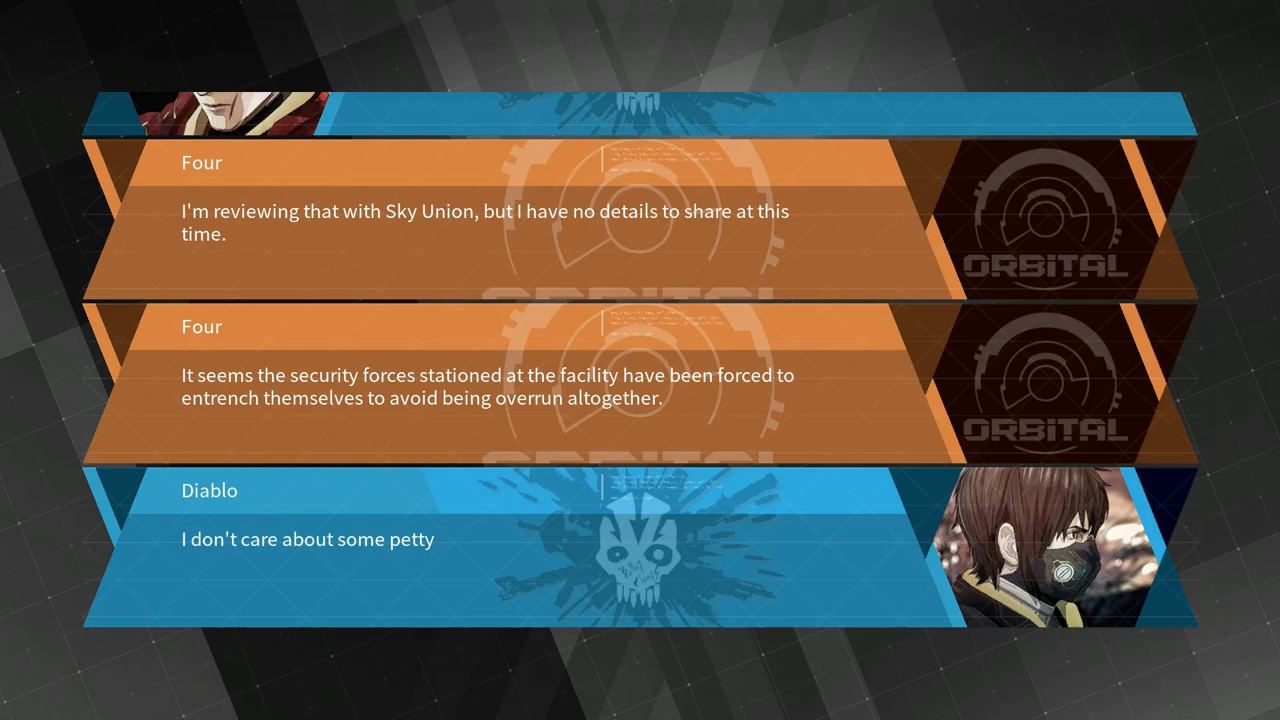 Four
I'm reviewing that with Sky Union, but I have no details to share at this
time.
ORBITAL
Four
It seems the security forces stationed at the facility have been forced to
entrench themselves to avoid being overrun altogether.
ORBITAL
Diablo
I don't care about some petty